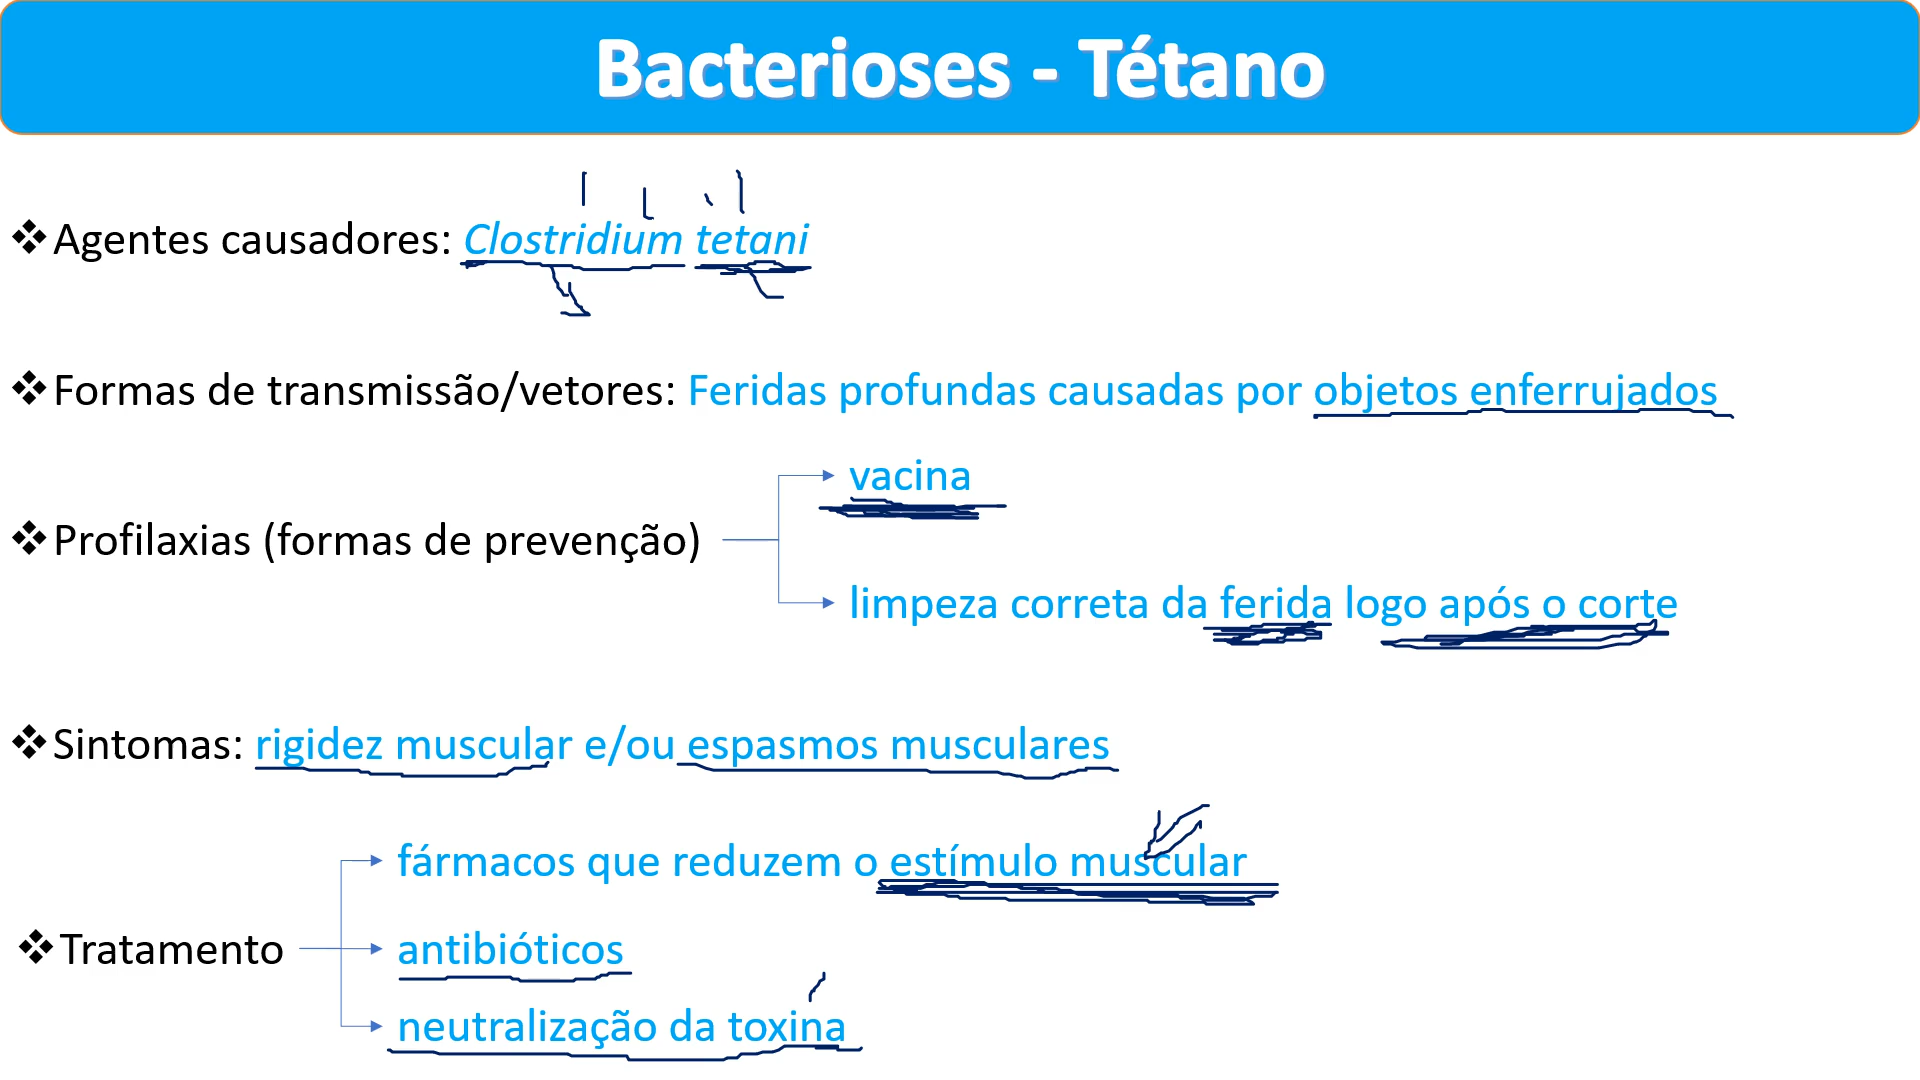 Bacterioses - Tétano
❖Agentes causadores: Clostridium tetani
❖Formas de transmissão/vetores: Feridas profundas causadas por objetos enferrujados
vacina
❖Profilaxias (formas de prevenção)
limpeza correta da ferida logo após o corte
❖Sintomas: rigidez muscular e/ou espasmos musculares
fármacos que reduzem o estímulo muscular
❖Tratamento
antibióticos
neutralização da toxina